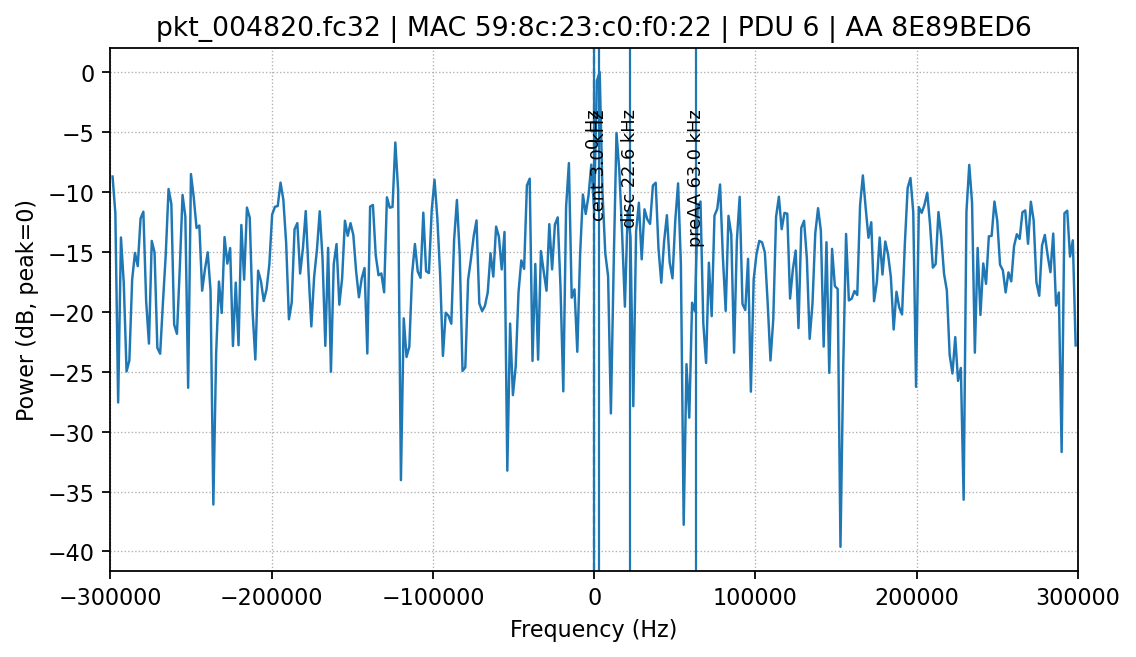 pkt_004820.fc32 | MAC 59:8c:23:c0:f0:22 | PDU 6 | AA 8E89BED6
Power (dB, peak=0)
0
−5
−10
−15
−20
−25
−30
−35
−40
0 Hz
cent 3.0 kHz
disc 22.6 kHz
preAA 63.0 kHz
−300000
−200000
−100000
0
100000
200000
300000
Frequency (Hz)